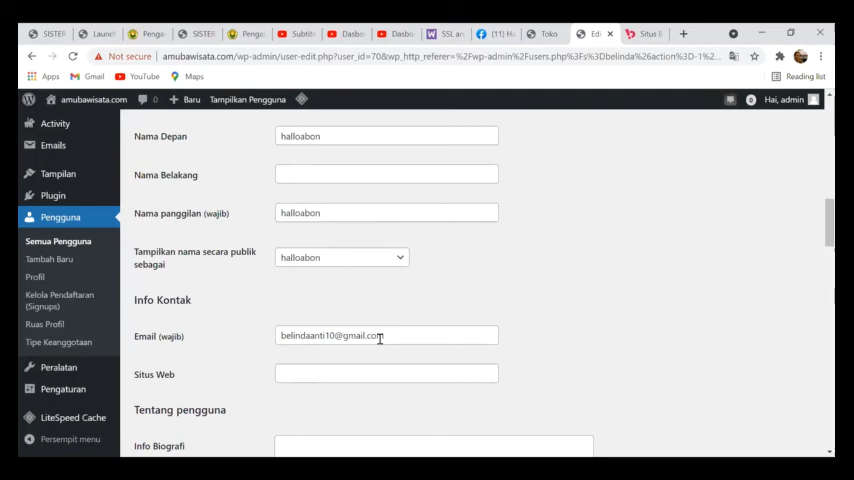 SISTER
Launch
Penga
SISTER
Penga
Subtitl
Dasbo
Dasbo
SSL an
(11) Ha
Toko
Edi
Situs B
Not secure
amubawisata.com/wp-admin/user-edit.php?user_id=70&wp_http_referer=%2Fwp-admin%2Fusers.php%3Fs%3Dbelinda%26action%3D-1%2...
Apps
Gmail
YouTube
Maps
Reading list
amubawisata.com
0
Baru
Tampilkan Pengguna
0
Hai, admin
Activity
Emails
Tampilan
Plugin
Pengguna
Semua Pengguna
Tambah Baru
Profil
Kelola Pendaftaran
(Signups)
Ruas Profil
Tipe Keanggotaan
Peralatan
Pengaturan
LiteSpeed Cache
Persempit menu
Nama Depan
halloabon
Nama Belakang
Nama panggilan (wajib)
halloabon
Tampilkan nama secara publik
sebagai
halloabon
Info Kontak
Email (wajib)
belindaanti10@gmail.com
Situs Web
Tentang pengguna
Info Biografi